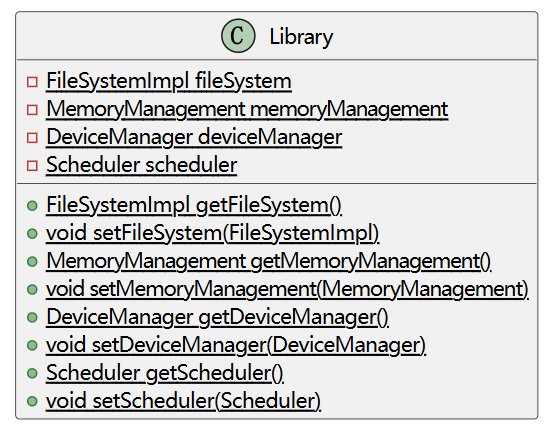 C Library
FileSystemImpl fileSystem
MemoryManagement memoryManagement
DeviceManager deviceManager
Scheduler scheduler
FileSystemImpl getFileSystem()
void setFileSystem(FileSystemImpl)
MemoryManagement getMemoryManagement()
void setMemoryManagement(MemoryManagement)
DeviceManager getDeviceManager()
void setDeviceManager(DeviceManager)
Scheduler getScheduler()
void setScheduler(Scheduler)